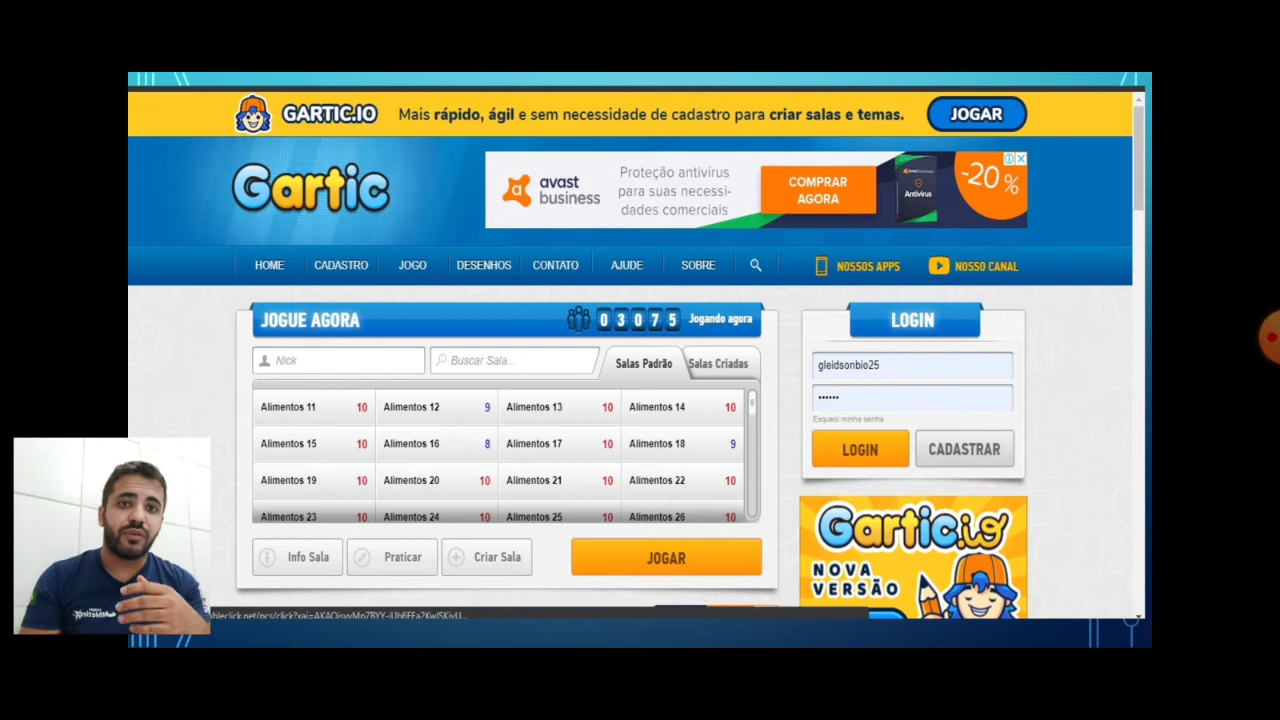 GARTIC.IO Mais rápido, ágil e sem necessidade de cadastro para criar salas e temas. JOGAR
Gartic
avast business
Proteção antivírus
para suas necessi-
dades comerciais
COMPRAR
AGORA
Antivirus
-20%
HOME CADASTRO JOGO DESENHOS CONTATO AJUDE SOBRE NOSSOS APPS NOSSO CANAL
JOGUE AGORA 03075 Jogando agora
Nick Buscar Sala... Salas Padrão Salas Criadas
Alimentos 11 10 Alimentos 12 9 Alimentos 13 10 Alimentos 14 10
Alimentos 15 10 Alimentos 16 8 Alimentos 17 10 Alimentos 18 9
Alimentos 19 10 Alimentos 20 10 Alimentos 21 10 Alimentos 22 10
Alimentos 23 10 Alimentos 24 10 Alimentos 25 10 Alimentos 26 10
Info Sala Praticar Criar Sala JOGAR
LOGIN
gleidsonbio25
••••••
Esqueci minha senha
LOGIN CADASTRAR
Gartic.io
NOVA
VERSÃO